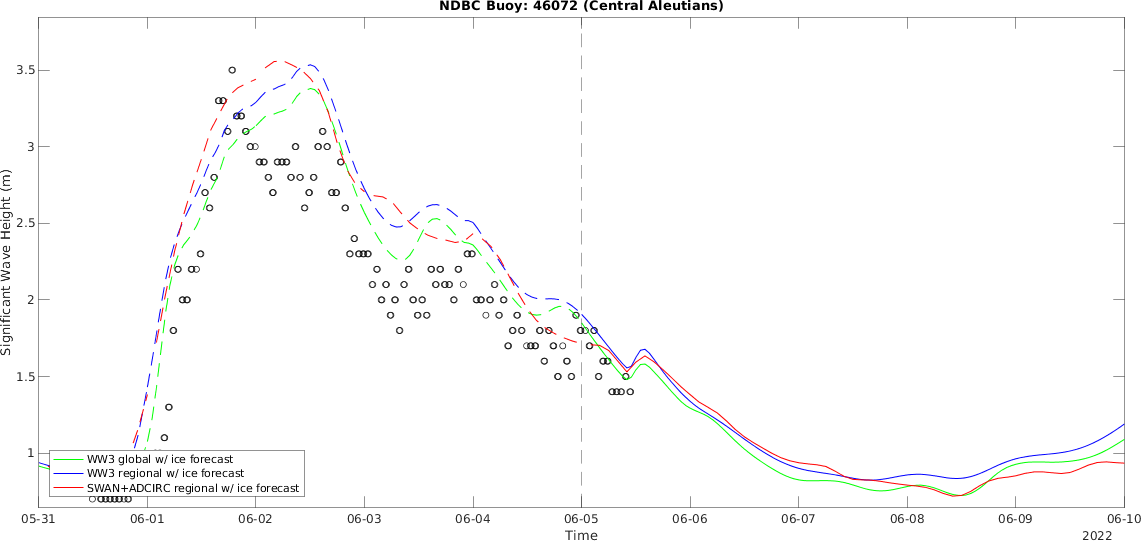 NDBC Buoy: 46072 (Central Aleutians)
3.5
3
2.5
2
1.5
1
Significant Wave Height (m)
WW3 global w/ ice forecast
WW3 regional w/ ice forecast
SWAN+ADCIRC regional w/ ice forecast
05-31 06-01 06-02 06-03 06-04 06-05 06-06 06-07 06-08 06-09 06-10
Time 2022